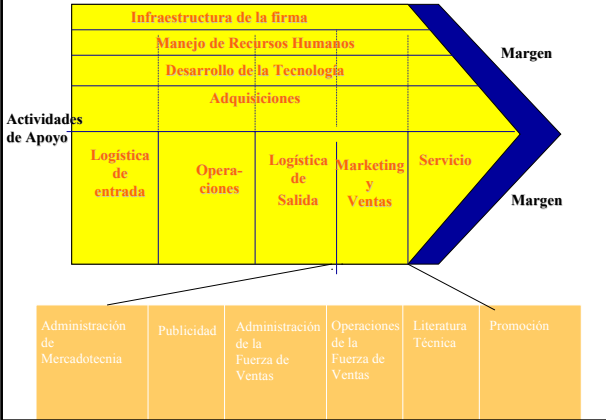 Infraestructura de la firma
Manejo de Recursos Humanos
Desarrollo de la Tecnología
Adquisiciones
Margen
Actividades
de Apoyo
Logística
de
entrada
Opera-
ciones
Logística
de
Salida
Marketing
y
Ventas
Servicio
Margen
Administración
de
Mercadotecnia
Publicidad
Administración
de la
Fuerza de
Ventas
Operaciones
de la
Fuerza de
Ventas
Literatura
Tècnica
Promoción